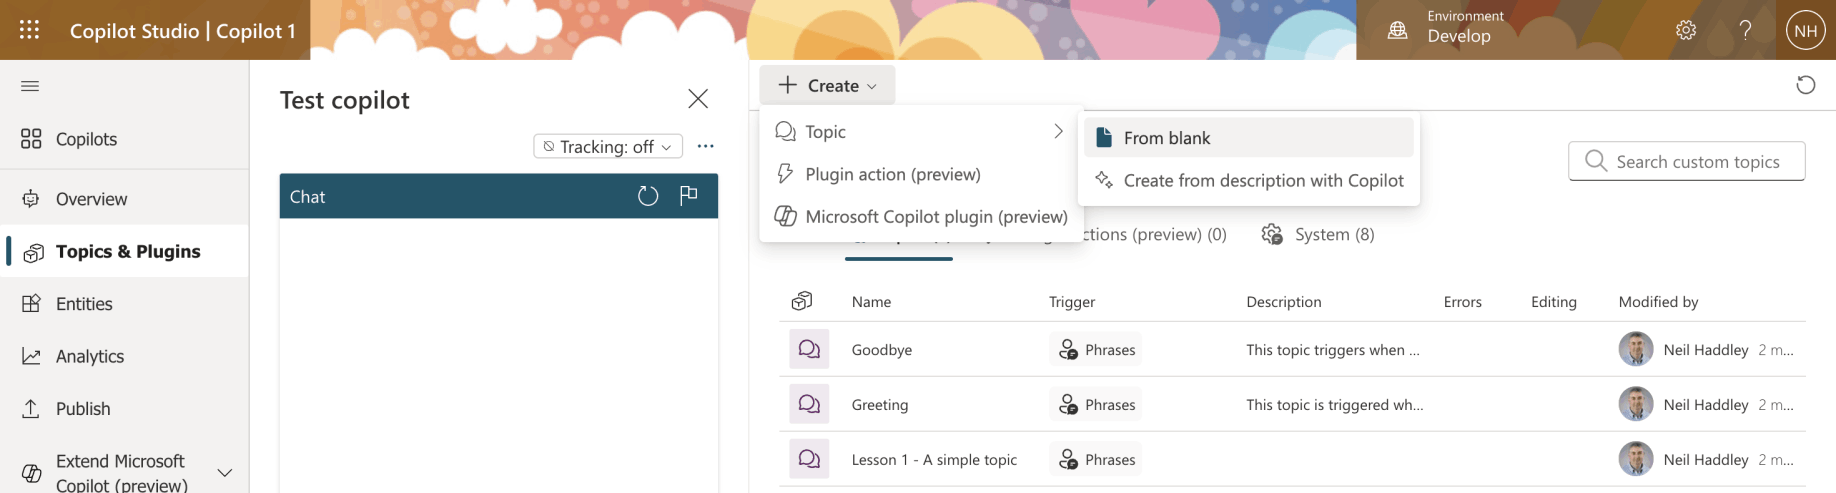 Copilot Studio | Copilot 1
Environment
Develop
?
NH
Copilots
Overview
Topics & Plugins
Entities
Analytics
Publish
Extend Microsoft
Copilot (preview)
Test copilot
Tracking: off
...
Chat
+ Create
Topic
Plugin action (preview)
Microsoft Copilot plugin (preview)
From blank
Create from description with Copilot
Search custom topics
ctions (preview) (0)
System (8)
Name Trigger Description Errors Editing Modified by
Goodbye Phrases This topic triggers when ... Neil Haddley 2 m...
Greeting Phrases This topic is triggered wh... Neil Haddley 2 m...
Lesson 1 - A simple topic Phrases Neil Haddley 2 m...